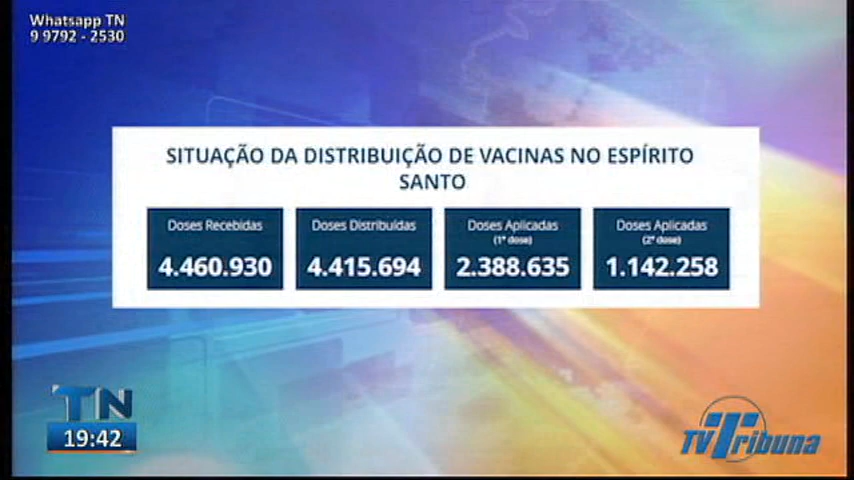 Whatsapp TN
9 9792 - 2530
SITUAÇÃO DA DISTRIBUIÇÃO DE VACINAS NO ESPÍRITO
SANTO
Doses Recebidas
4.460.930
Doses Distribuídas
4.415.694
Doses Aplicadas
(1ª dose)
2.388.635
Doses Aplicadas
(2ª dose)
1.142.258
TN
19:42
TVTribuna